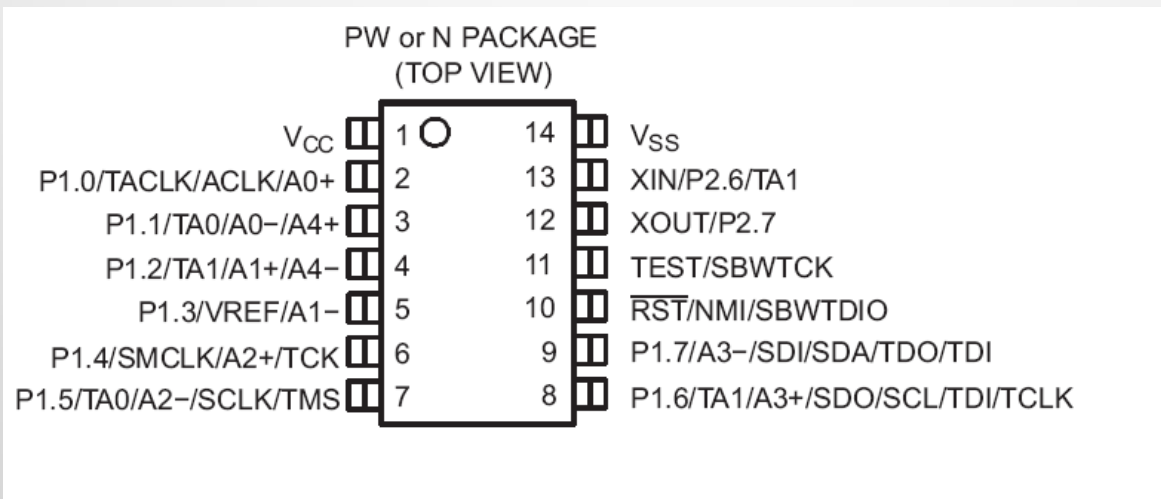 PW or N PACKAGE
(TOP VIEW)
VCC 1 14 VSS
P1.0/TACLK/ACLK/A0+ 2 13 XIN/P2.6/TA1
P1.1/TA0/A0−/A4+ 3 12 XOUT/P2.7
P1.2/TA1/A1+/A4− 4 11 TEST/SBWTCK
P1.3/VREF/A1− 5 10 RST/NMI/SBWTDIO
P1.4/SMCLK/A2+/TCK 6 9 P1.7/A3−/SDI/SDA/TDO/TDI
P1.5/TA0/A2−/SCLK/TMS 7 8 P1.6/TA1/A3+/SDO/SCL/TDI/TCLK